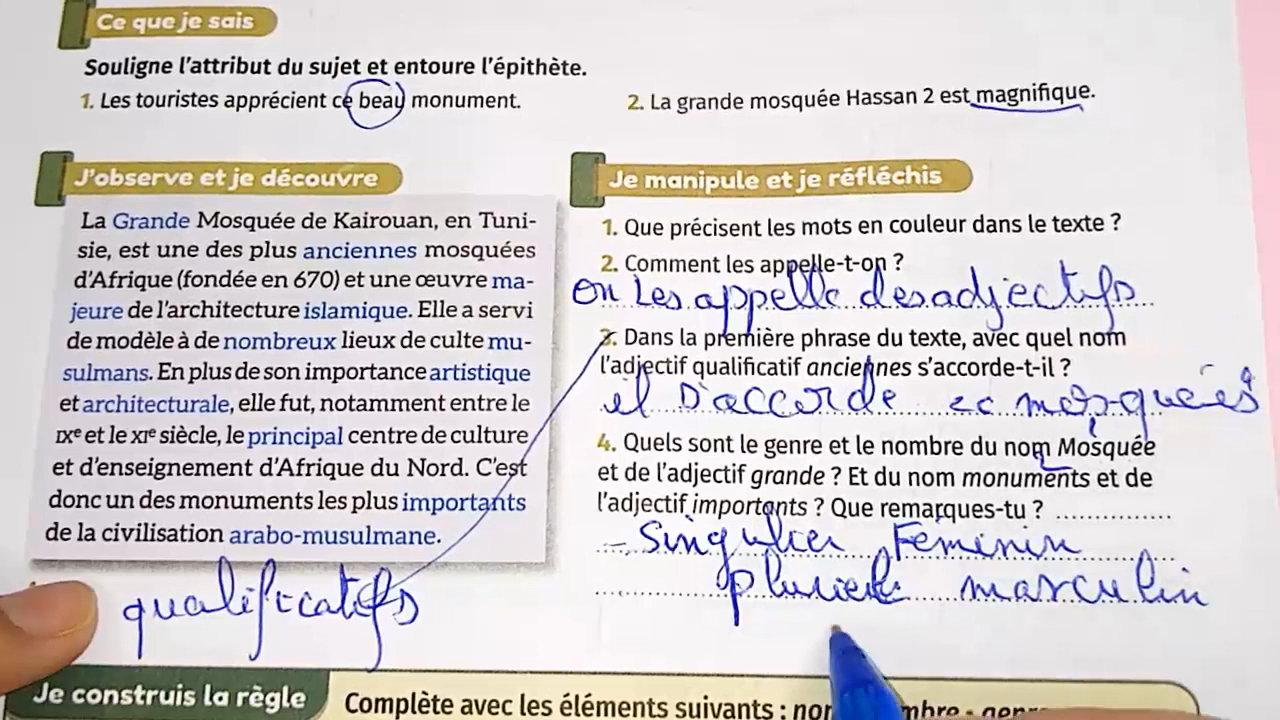 Ce que je sais
Souligne l'attribut du sujet et entoure l'épithète.
1. Les touristes apprécient ce beau monument.
2. La grande mosquée Hassan 2 est magnifique.
J'observe et je découvre
La Grande Mosquée de Kairouan, en Tuni-
sie, est une des plus anciennes mosquées
d'Afrique (fondée en 670) et une œuvre ma-
jeure de l'architecture islamique. Elle a servi
de modèle à de nombreux lieux de culte mu-
sulmans. En plus de son importance artistique
et architecturale, elle fut, notamment entre le
IXe et le XIe siècle, le principal centre de culture
et d'enseignement d'Afrique du Nord. C'est
donc un des monuments les plus importants
de la civilisation arabo-musulmane.
qualificatifs
Je manipule et je réfléchis
1. Que précisent les mots en couleur dans le texte ?
2. Comment les appelle-t-on ?
on Les appelle des adjectifs
3. Dans la première phrase du texte, avec quel nom
l'adjectif qualificatif anciennes s'accorde-t-il ?
il s'accorde ec mosquées
4. Quels sont le genre et le nombre du nom Mosquée
et de l'adjectif grande ? Et du nom monuments et de
l'adjectif importants ? Que remarques-tu ?
- Singulier Féminin
pluriel masculin
Je construis la règle
Complète avec les éléments suivants :